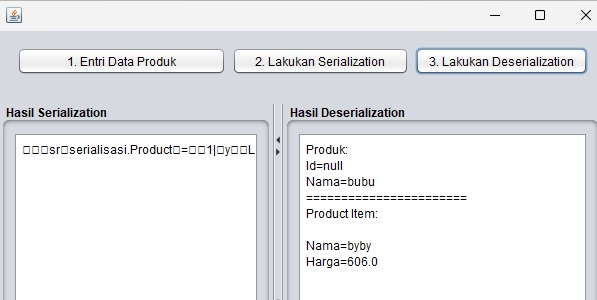 1. Entri Data Produk
2. Lakukan Serialization
3. Lakukan Deserialization
Hasil Serialization
Hasil Deserialization
□□□sr□serialisasi.Product□=□□1|□y□□L
Produk:
Id=null
Nama=bubu
=======================
Product Item:
Nama=byby
Harga=606.0